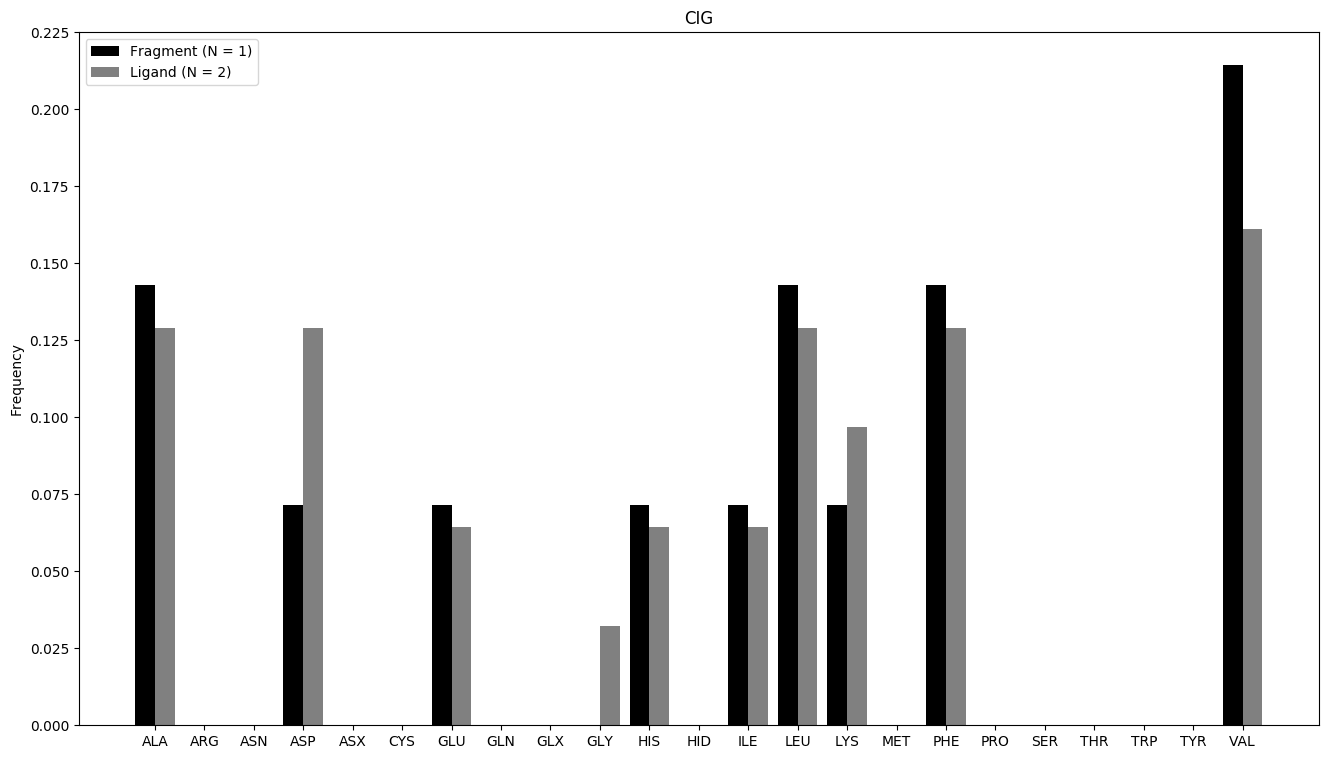 CIG
Fragment (N = 1)
Ligand (N = 2)
Frequency
0.225
0.200
0.175
0.150
0.125
0.100
0.075
0.050
0.025
0.000
ALA ARG ASN ASP ASX CYS GLU GLN GLX GLY HIS HID ILE LEU LYS MET PHE PRO SER THR TRP TYR VAL